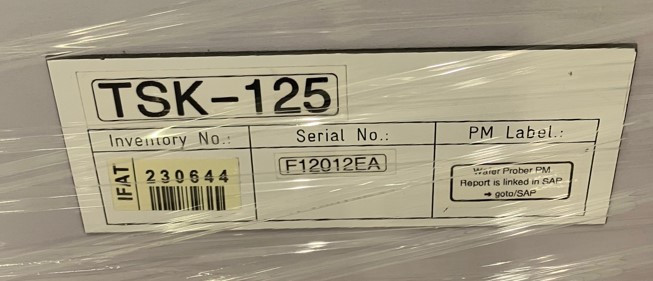 TSK-125
Inventory No.: Serial No.: PM Label.:
IFAT
230644
F12012EA
Wafer Prober PM
Report is linked in SAP
→ goto/SAP